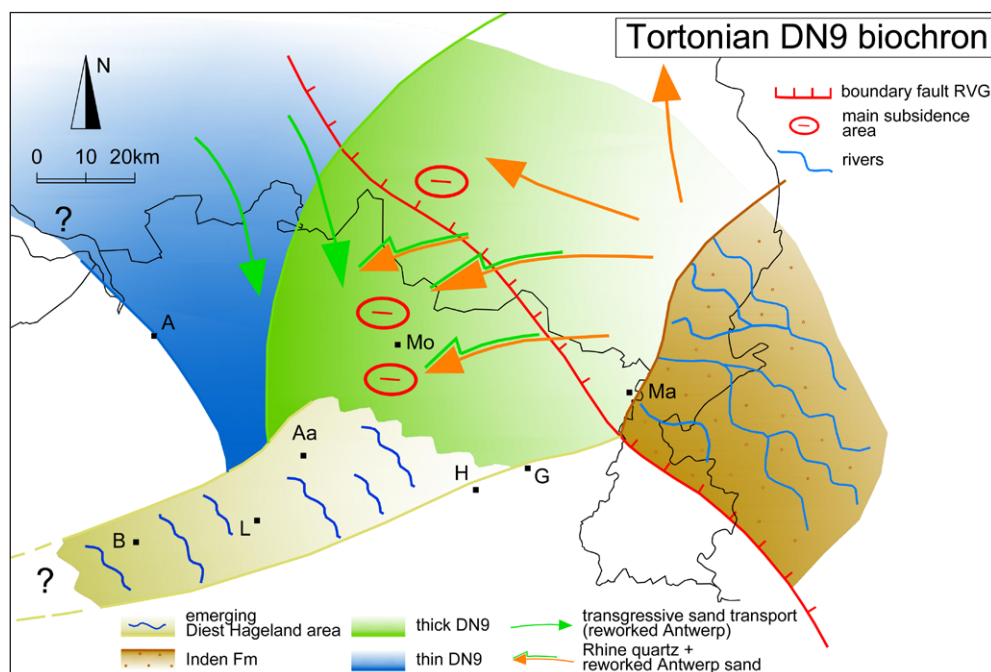 Tortonian DN9 biochron
N
0 10 20km
boundary fault RVG
main subsidence
area
rivers
?
A
Mo
Ma
Aa
H
G
L
B
?
emerging
Diest Hageland area
Inden Fm
thick DN9
thin DN9
transgressive sand transport
(reworked Antwerp)
Rhine quartz +
reworked Antwerp sand